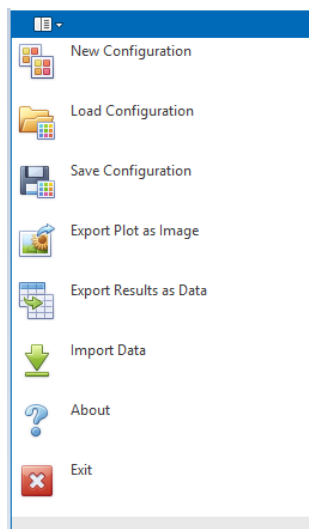 New Configuration
Load Configuration
Save Configuration
Export Plot as Image
Export Results as Data
Import Data
About
Exit